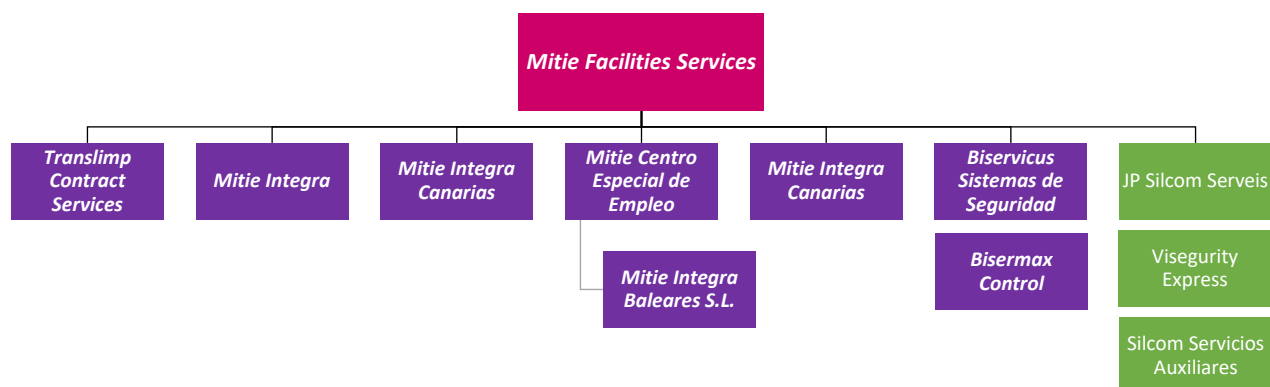 Mitie Facilities Services
Translimp
Contract
Services
Mitie Integra
Mitie Integra
Canarias
Mitie Centro
Especial de
Empleo
Mitie Integra
Canarias
Biservicus
Sistemas de
Seguridad
JP Silcom Serveis
Mitie Integra
Baleares S.L.
Bisermax
Control
Visegurity
Express
Silcom Servicios
Auxiliares